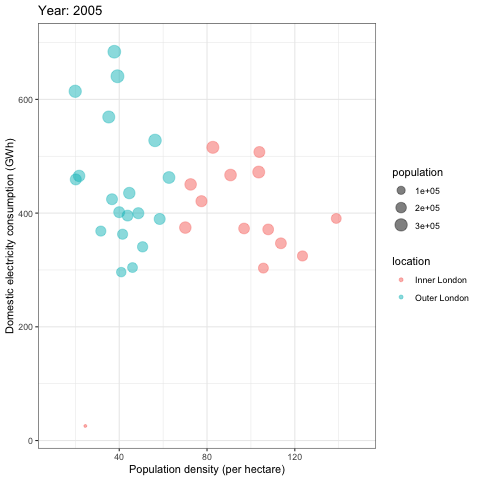 Year: 2005
Domestic electricity consumption (GWh)
600
400
200
0
40
80
120
Population density (per hectare)
population
1e+05
2e+05
3e+05
location
Inner London
Outer London